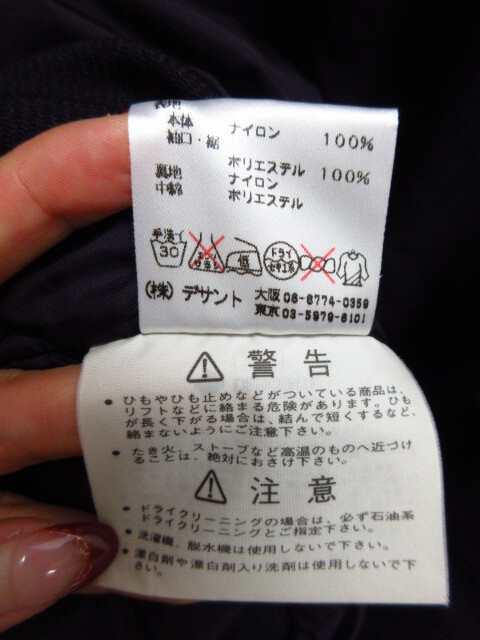 表地
本体 ナイロン 100%
袖口・裾 ポリエステル 100%
裏地 ナイロン
中綿 ポリエステル
手洗イ 30 低 ドライ セキユ系
(株)デサント 大阪 06-6774-0359
東京 03-5979-6101
⚠ 警告
• ひもやひも止めなどがついている商品は、
リフトなどに絡まる危険があります。ひも
が長く下がる場合は、結んで短くするなど、
絡まないようにご注意下さい。
• たき火、ストーブなど高温のものへ近づけ
ることは、絶対におさけ下さい。
⚠ 注意
• ドライクリーニングの場合は、必ず石油系
ドライクリーニングとご指定下さい。
• 洗濯機、脱水機は使用しないで下さい。
• 漂白剤や漂白剤入り洗剤は使用しないで下
さい。